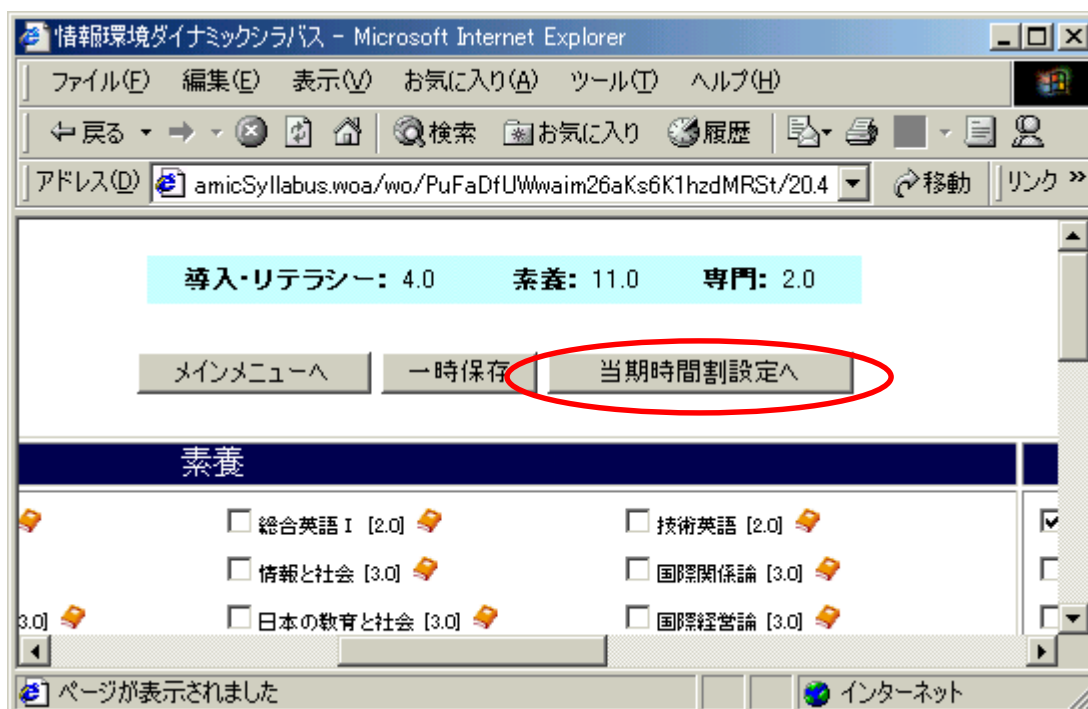 情報環境ダイナミックシラバス - Microsoft Internet Explorer
ファイル(F) 編集(E) 表示(V) お気に入り(A) ツール(T) ヘルプ(H)
戻る 検索 お気に入り 履歴
アドレス(D) amicSyllabus.woa/wo/PuFaDfUWwaim26aKs6K1hzdMRSt/20.4 移動 リンク »
導入・リテラシー: 4.0 素養: 11.0 専門: 2.0
メインメニューへ 一時保存 当期時間割設定へ
素養
総合英語 I [2.0] 技術英語 [2.0]
情報と社会 [3.0] 国際関係論 [3.0]
3.0] 日本の教育と社会 [3.0] 国際経営論 [3.0]
ページが表示されました インターネット